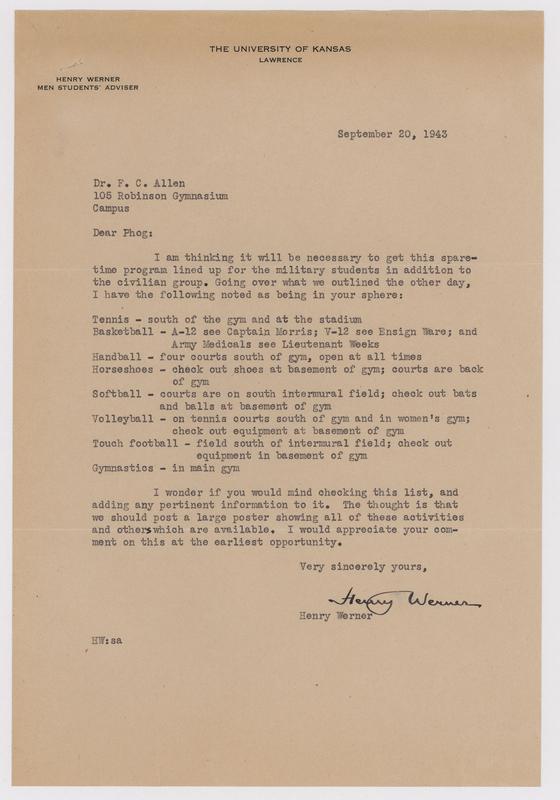 THE UNIVERSITY OF KANSAS
LAWRENCE
HENRY WERNER
MEN STUDENTS' ADVISER
September 20, 1943
Dr. F. C. Allen
105 Robinson Gymnasium
Campus
Dear Phog:
I am thinking it will be necessary to get this spare-
time program lined up for the military students in addition to
the civilian group. Going over what we outlined the other day,
I have the following noted as being in your sphere:
Tennis - south of the gym and at the stadium
Basketball - A-12 see Captain Morris; V-12 see Ensign Ware; and
Army Medicals see Lieutenant Weeks
Handball - four courts south of gym, open at all times
Horseshoes - check out shoes at basement of gym; courts are back
of gym
Softball - courts are on south intermural field; check out bats
and balls at basement of gym
Volleyball - on tennis courts south of gym and in women's gym;
check out equipment at basement of gym
Touch football - field south of intermural field; check out
equipment in basement of gym
Gymnastics - in main gym
I wonder if you would mind checking this list, and
adding any pertinent information to it. The thought is that
we should post a large poster showing all of these activities
and others which are available. I would appreciate your com-
ment on this at the earliest opportunity.
Very sincerely yours,
Henry Werner
Henry Werner
HW:sa